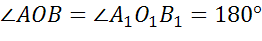 ∠AOB = ∠A₁O₁B₁ = 180°